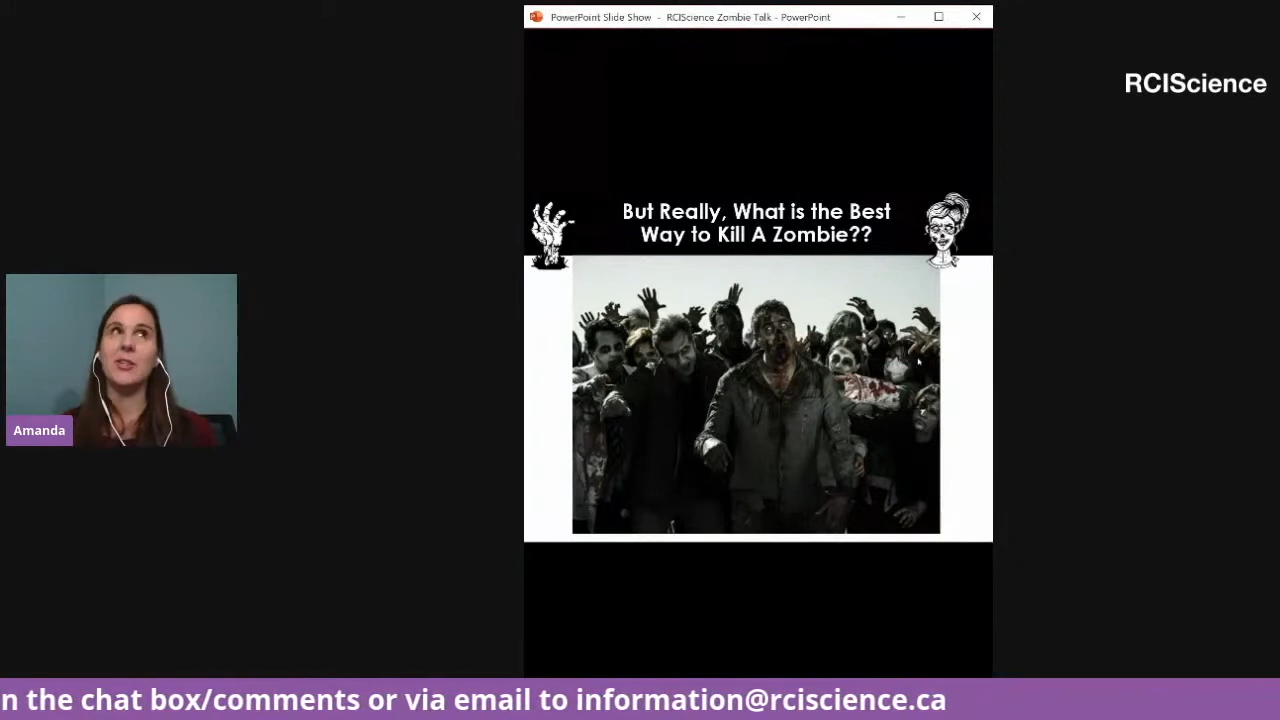 PowerPoint Slide Show - RCIScience Zombie Talk - PowerPoint
RCIScience
But Really, What is the Best
Way to Kill A Zombie??
Amanda
n the chat box/comments or via email to information@rciscience.ca